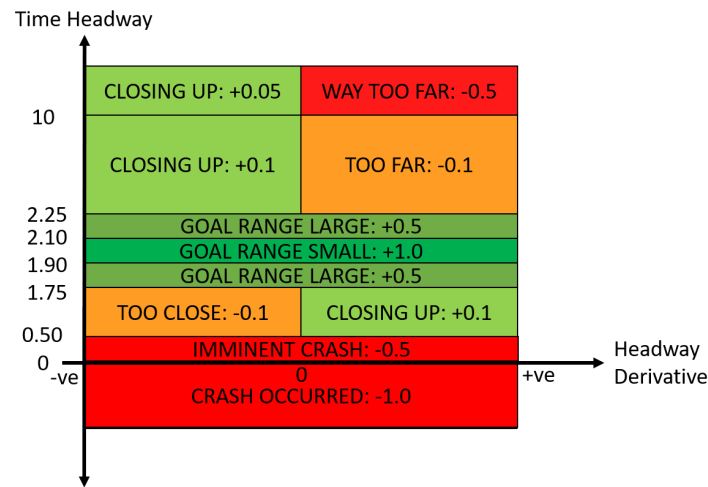 Time Headway
CLOSING UP: +0.05 WAY TOO FAR: -0.5
10
CLOSING UP: +0.1 TOO FAR: -0.1
2.25
GOAL RANGE LARGE: +0.5
2.10
GOAL RANGE SMALL: +1.0
1.90
GOAL RANGE LARGE: +0.5
1.75
TOO CLOSE: -0.1 CLOSING UP: +0.1
0.50
IMMINENT CRASH: -0.5
0
Headway
Derivative
-ve 0 +ve
CRASH OCCURRED: -1.0